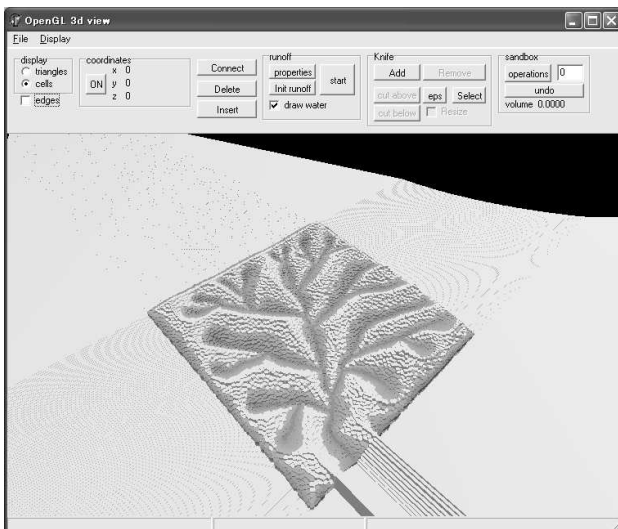 OpenGL 3d view
File Display
display
triangles
cells
edges
coordinates
x 0
ON y 0
z 0
Connect
Delete
Insert
runoff
properties
Init runoff
start
draw water
Knife
Add Remove
cut above eps Select
cut below Resize
sandbox
operations 0
undo
volume 0.0000